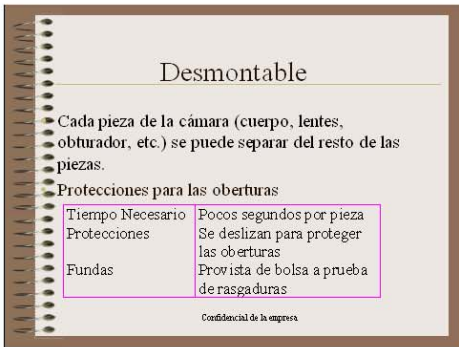 Desmontable
Cada pieza de la cámara (cuerpo, lentes,
obturador, etc.) se puede separar del resto de las
piezas.
Protecciones para las oberturas
Tiempo Necesario Pocos segundos por pieza
Protecciones Se deslizan para proteger
las oberturas
Fundas Provista de bolsa a prueba
de rasgaduras
Confidencial de la empresa